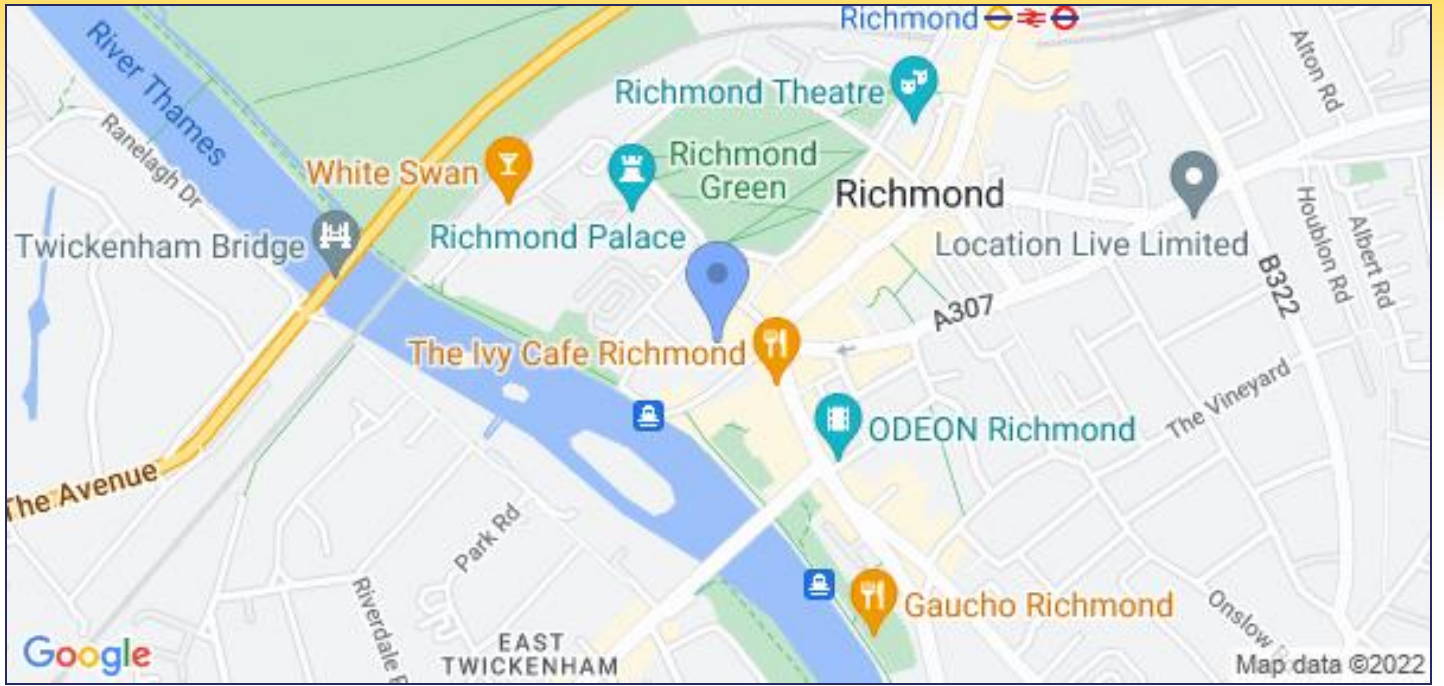 Richmond
River Thames
Alton Rd
Richmond Theatre
Ranelagh Dr
Richmond
Green
White Swan
Richmond
Richmond Palace
Houblon Rd
Albert Rd
Twickenham Bridge
Location Live Limited
B322
A307
The Ivy Cafe Richmond
The Vineyard
ODEON Richmond
The Avenue
Park Rd
Riverdale
Gaucho Richmond
Onslow
EAST
TWICKENHAM
Google
Map data ©2022